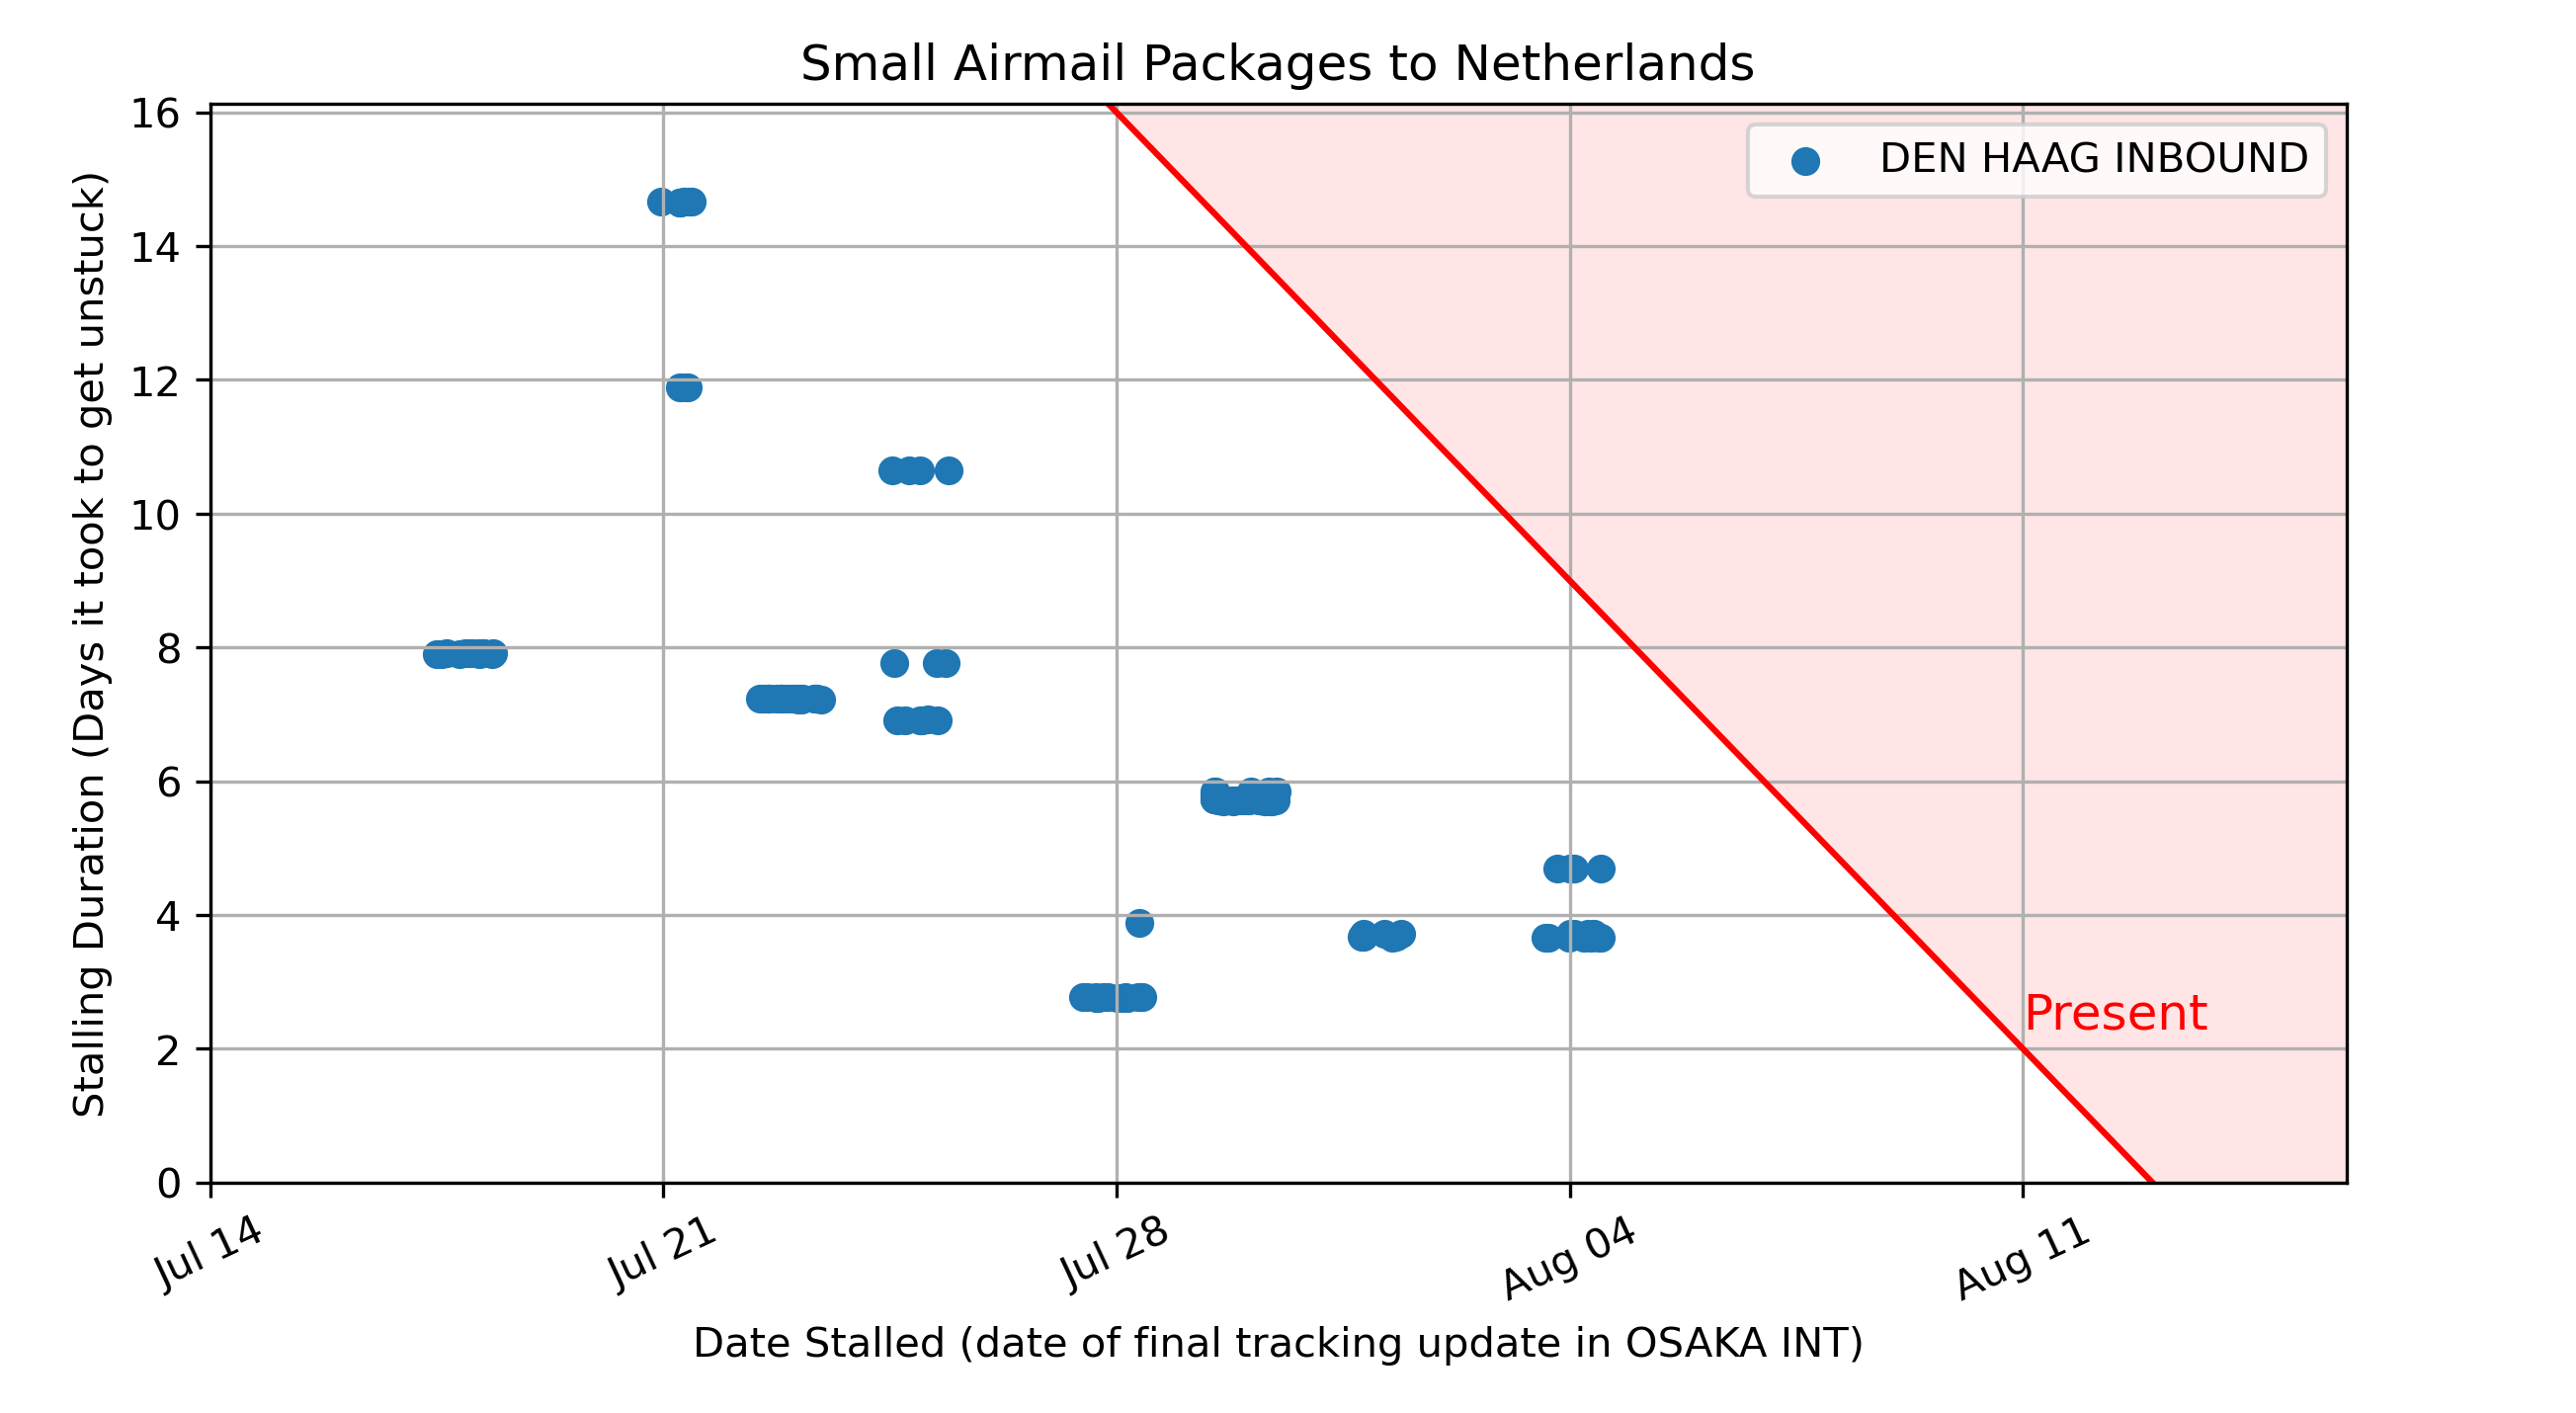 Small Airmail Packages to Netherlands
DEN HAAG INBOUND
Stalling Duration (Days it took to get unstuck)
16
14
12
10
8
6
4
2
0
Present
Jul 14
Jul 21
Jul 28
Aug 04
Aug 11
Date Stalled (date of final tracking update in OSAKA INT)